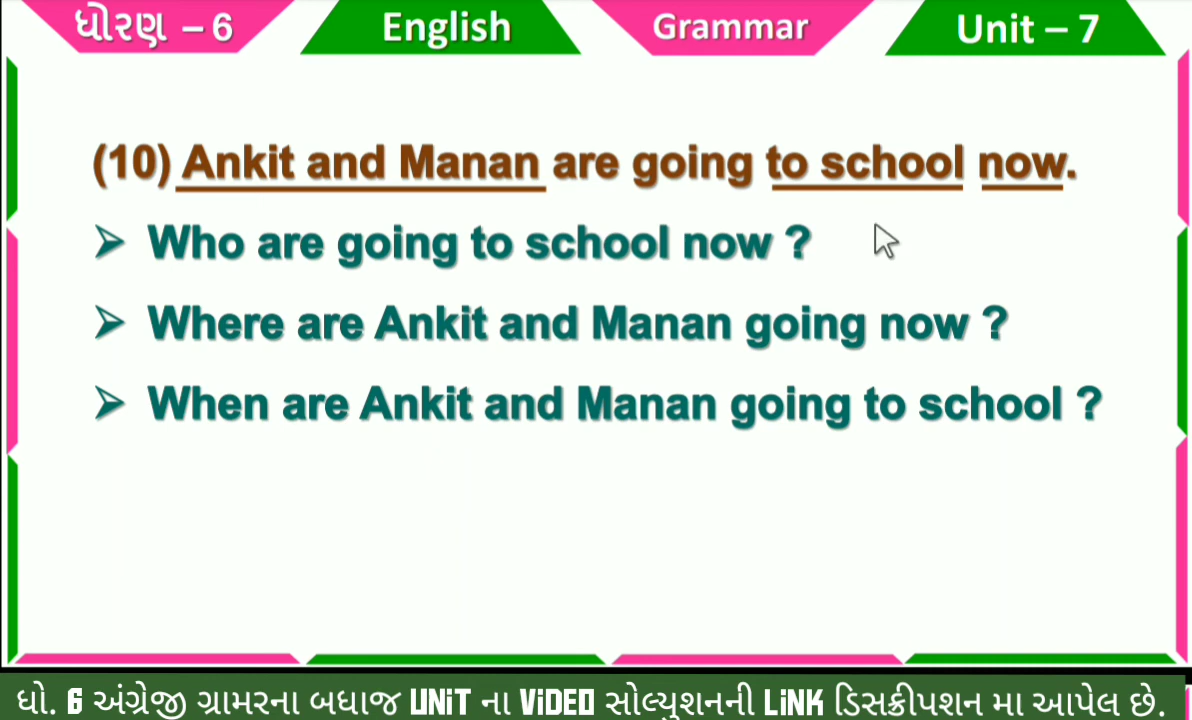 ધોરણ – 6
English
Grammar
Unit – 7
(10) Ankit and Manan are going to school now.
➢ Who are going to school now ?
➢ Where are Ankit and Manan going now ?
➢ When are Ankit and Manan going to school ?
ધો. 6 અંગ્રેજી ગ્રામરના બધાજ UNiT ના ViDEO સોલ્યુશનની LiNK ડિસક્રીપશન મા આપેલ છે.